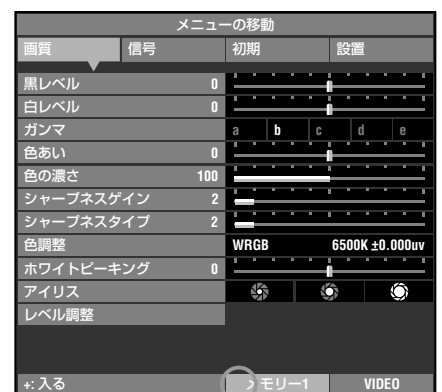 メニューの移動
画質 信号 初期 設置
黒レベル 0
白レベル 0
ガンマ a b c d e
色あい 0
色の濃さ 100
シャープネスゲイン 2
シャープネスタイプ 2
色調整 WRGB 6500K ±0.000uv
ホワイトピーキング 0
アイリス
レベル調整
+: 入る メモリー1 VIDEO